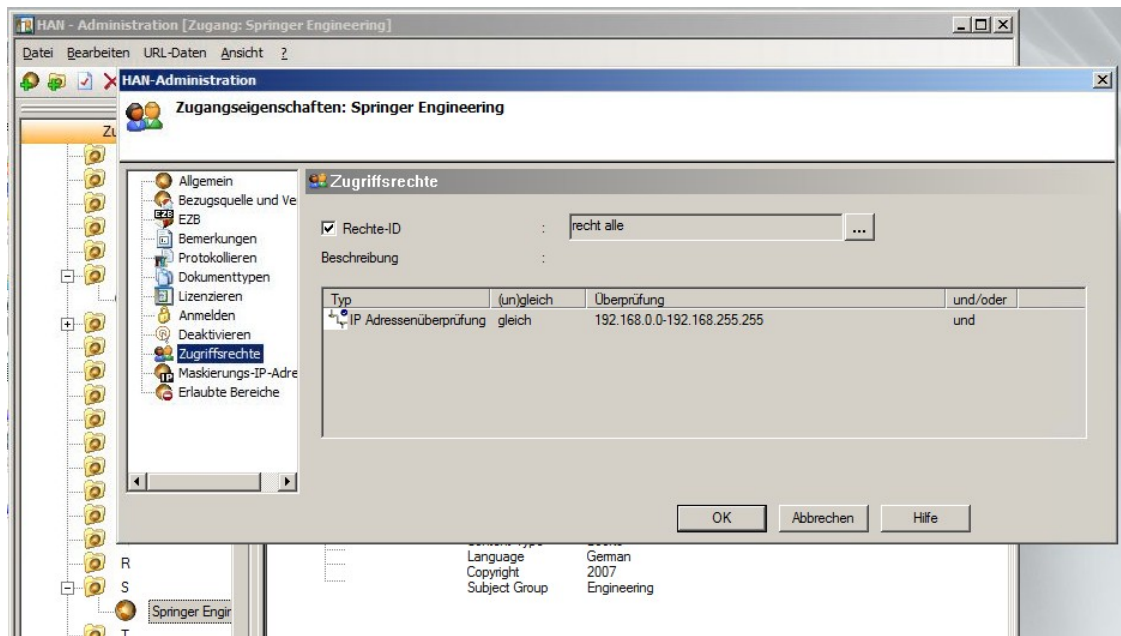 HAN - Administration [Zugang: Springer Engineering]
Datei Bearbeiten URL-Daten Ansicht ?
HAN-Administration
Zugangseigenschaften: Springer Engineering
Allgemein
Bezugsquelle und Ve
EZB
Bemerkungen
Protokollieren
Dokumenttypen
Lizenzieren
Anmelden
Deaktivieren
Zugriffsrechte
Maskierungs-IP-Adre
Erlaubte Bereiche
Zugriffsrechte
Rechte-ID : recht alle ...
Beschreibung :
Typ (un)gleich Überprüfung und/oder
IP Adressenüberprüfung gleich 192.168.0.0-192.168.255.255 und
OK Abbrechen Hilfe
R
S
Springer Engir
T
Language German
Copyright 2007
Subject Group Engineering